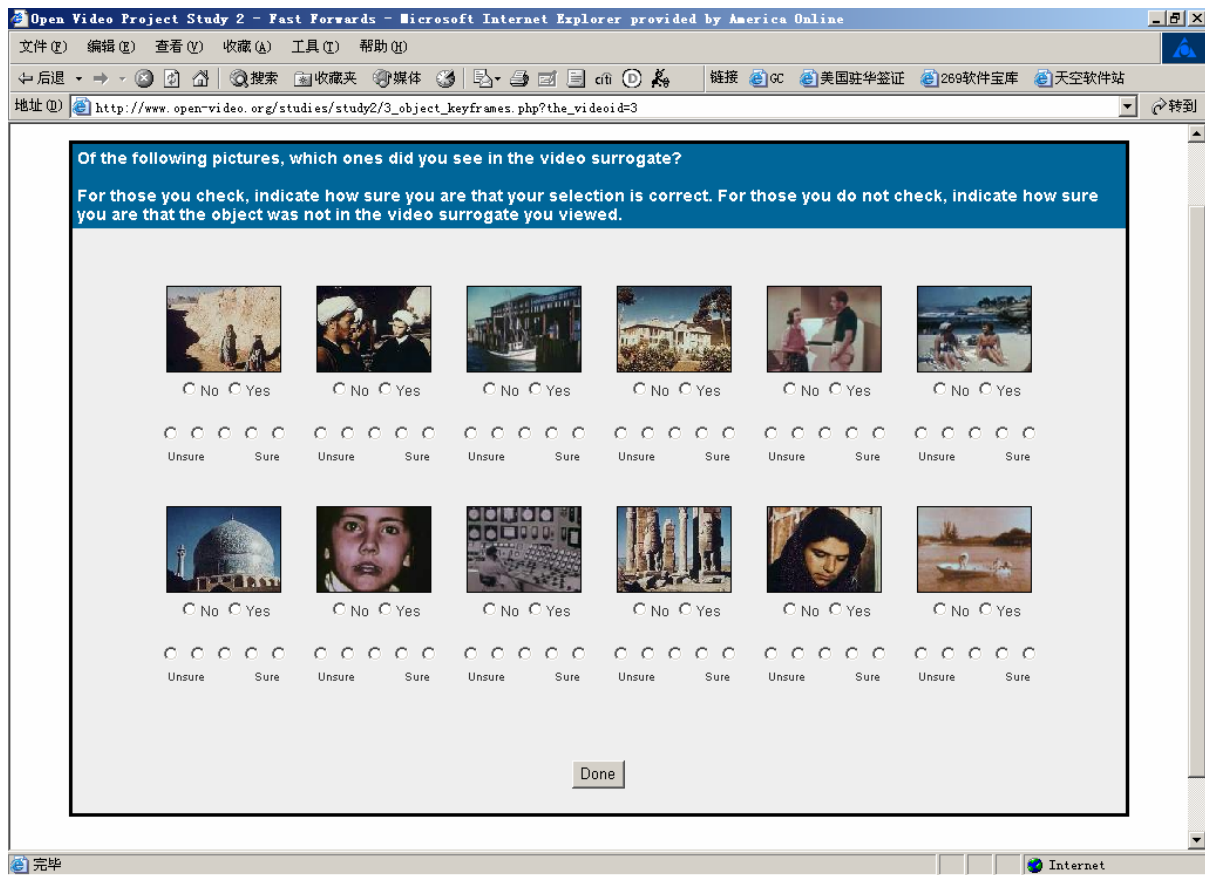 Open Video Project Study 2 - Fast Forwards - Microsoft Internet Explorer provided by America Online
文件(F) 编辑(E) 查看(V) 收藏(A) 工具(T) 帮助(H)
后退 搜索 收藏夹 媒体 citi 链接 GC 美国驻华签证 269软件宝库 天空软件站
地址(D) http://www.open-video.org/studies/study2/3_object_keyframes.php?the_videoid=3 转到
Of the following pictures, which ones did you see in the video surrogate?
For those you check, indicate how sure you are that your selection is correct. For those you do not check, indicate how sure
you are that the object was not in the video surrogate you viewed.
No Yes No Yes No Yes No Yes No Yes No Yes
Unsure Sure Unsure Sure Unsure Sure Unsure Sure Unsure Sure Unsure Sure
No Yes No Yes No Yes No Yes No Yes No Yes
Unsure Sure Unsure Sure Unsure Sure Unsure Sure Unsure Sure Unsure Sure
Done
完毕 Internet